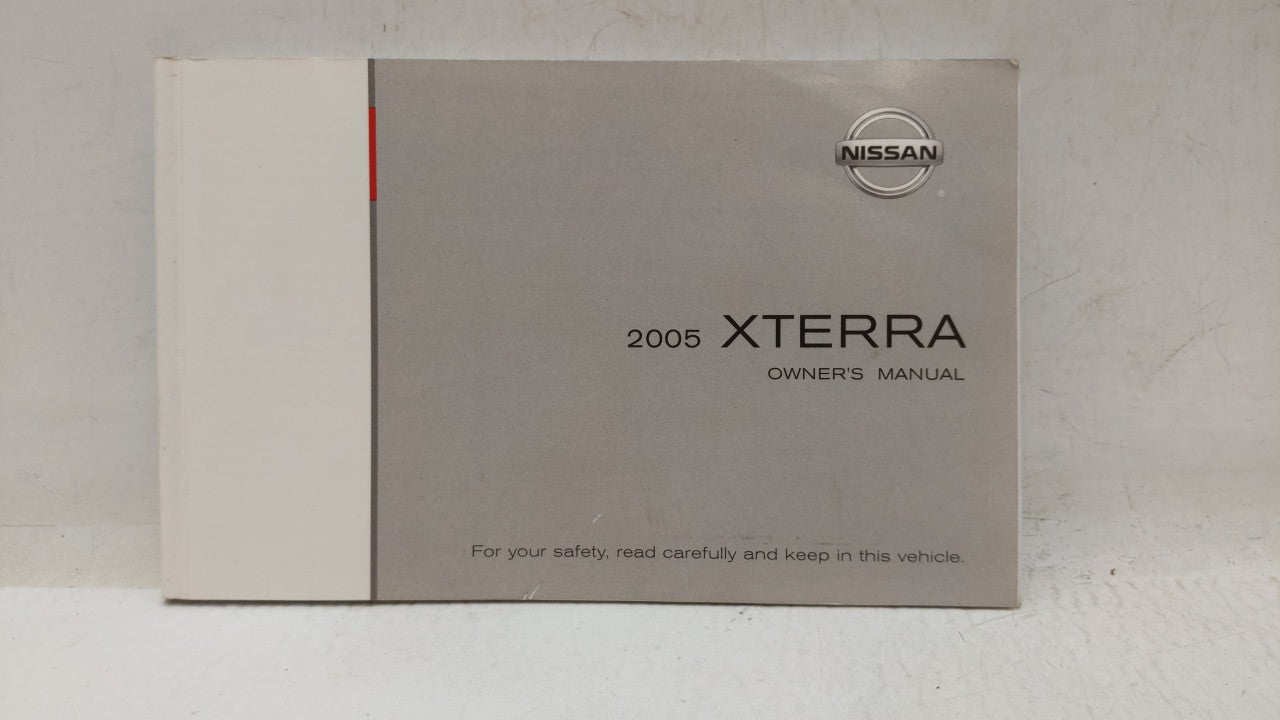 NISSAN
®
2005 XTERRA
OWNER'S MANUAL
For your safety, read carefully and keep in this vehicle.